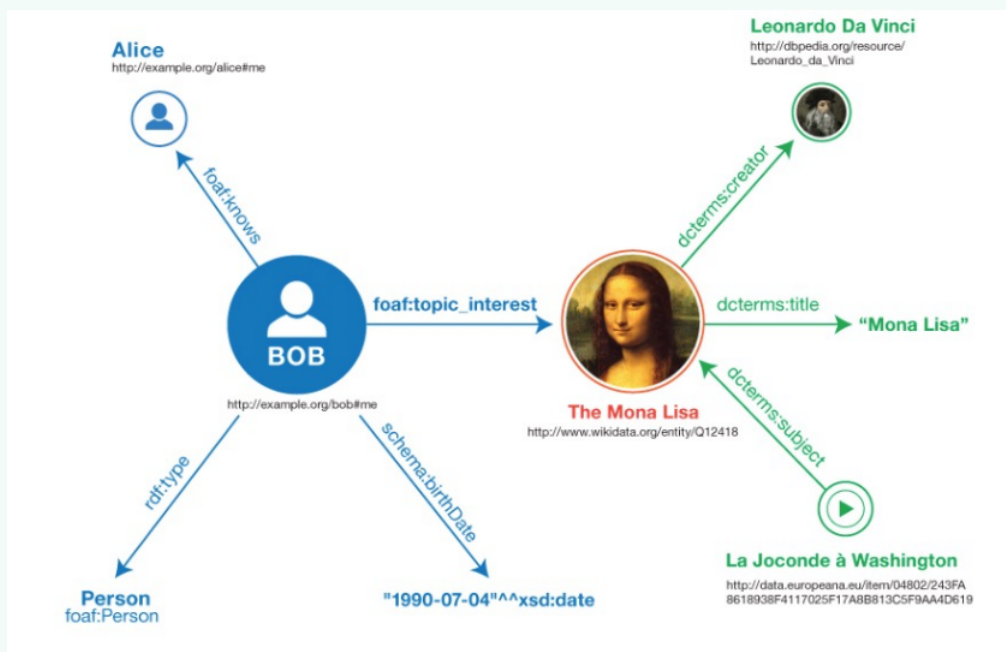 Alice
http://example.org/alice#me
Leonardo Da Vinci
http://dbpedia.org/resource/
Leonardo_da_Vinci
foaf:knows
dcterms:creator
BOB
http://example.org/bob#me
foaf:topic_interest
dcterms:title
“Mona Lisa”
The Mona Lisa
http://www.wikidata.org/entity/Q12418
dcterms:subject
rdf:type
schema:birthDate
La Joconde à Washington
http://data.europeana.eu/item/04802/243FA
8618938F4117025F17A8B813C5F9AA4D619
Person
foaf:Person
"1990-07-04"^^xsd:date